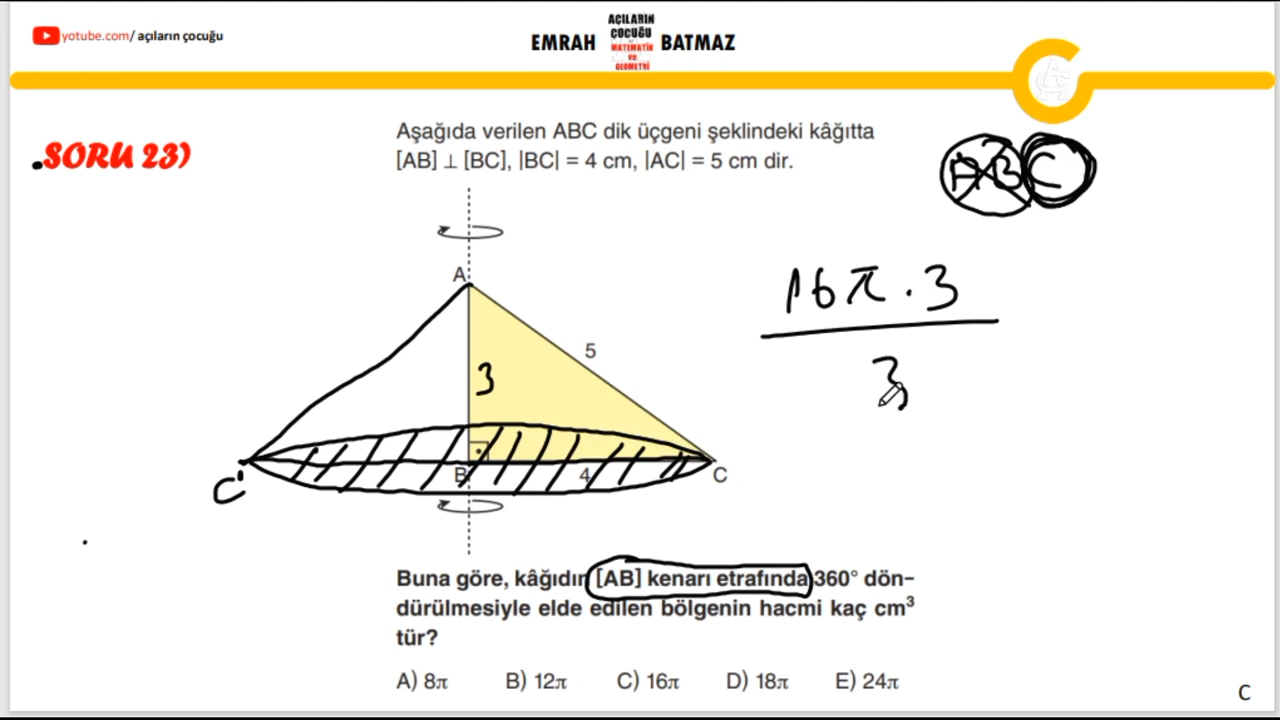 yotube.com/ açıların çocuğu
EMRAH
AÇILARIN
ÇOCUĞU
MATEMATİK
ve
GEOMETRİ
BATMAZ
.SORU 23)
Aşağıda verilen ABC dik üçgeni şeklindeki kâğıtta
[AB] ⊥ [BC], |BC| = 4 cm, |AC| = 5 cm dir.
ABC
A
5
3
16π . 3
3
B
4
C
C'
Buna göre, kâğıdın [AB] kenarı etrafında 360° dön-
dürülmesiyle elde edilen bölgenin hacmi kaç cm³
tür?
A) 8π B) 12π C) 16π D) 18π E) 24π
C